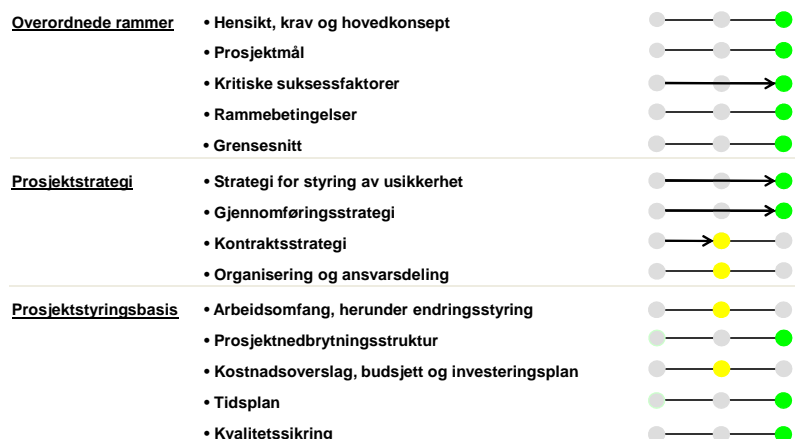 Overordnede rammer • Hensikt, krav og hovedkonsept
• Prosjektmål
• Kritiske suksessfaktorer
• Rammebetingelser
• Grensesnitt
Prosjektstrategi • Strategi for styring av usikkerhet
• Gjennomføringsstrategi
• Kontraktsstrategi
• Organisering og ansvarsdeling
Prosjektstyringsbasis • Arbeidsomfang, herunder endringsstyring
• Prosjektnedbrytningsstruktur
• Kostnadsoverslag, budsjett og investeringsplan
• Tidsplan
• Kvalitetssikring